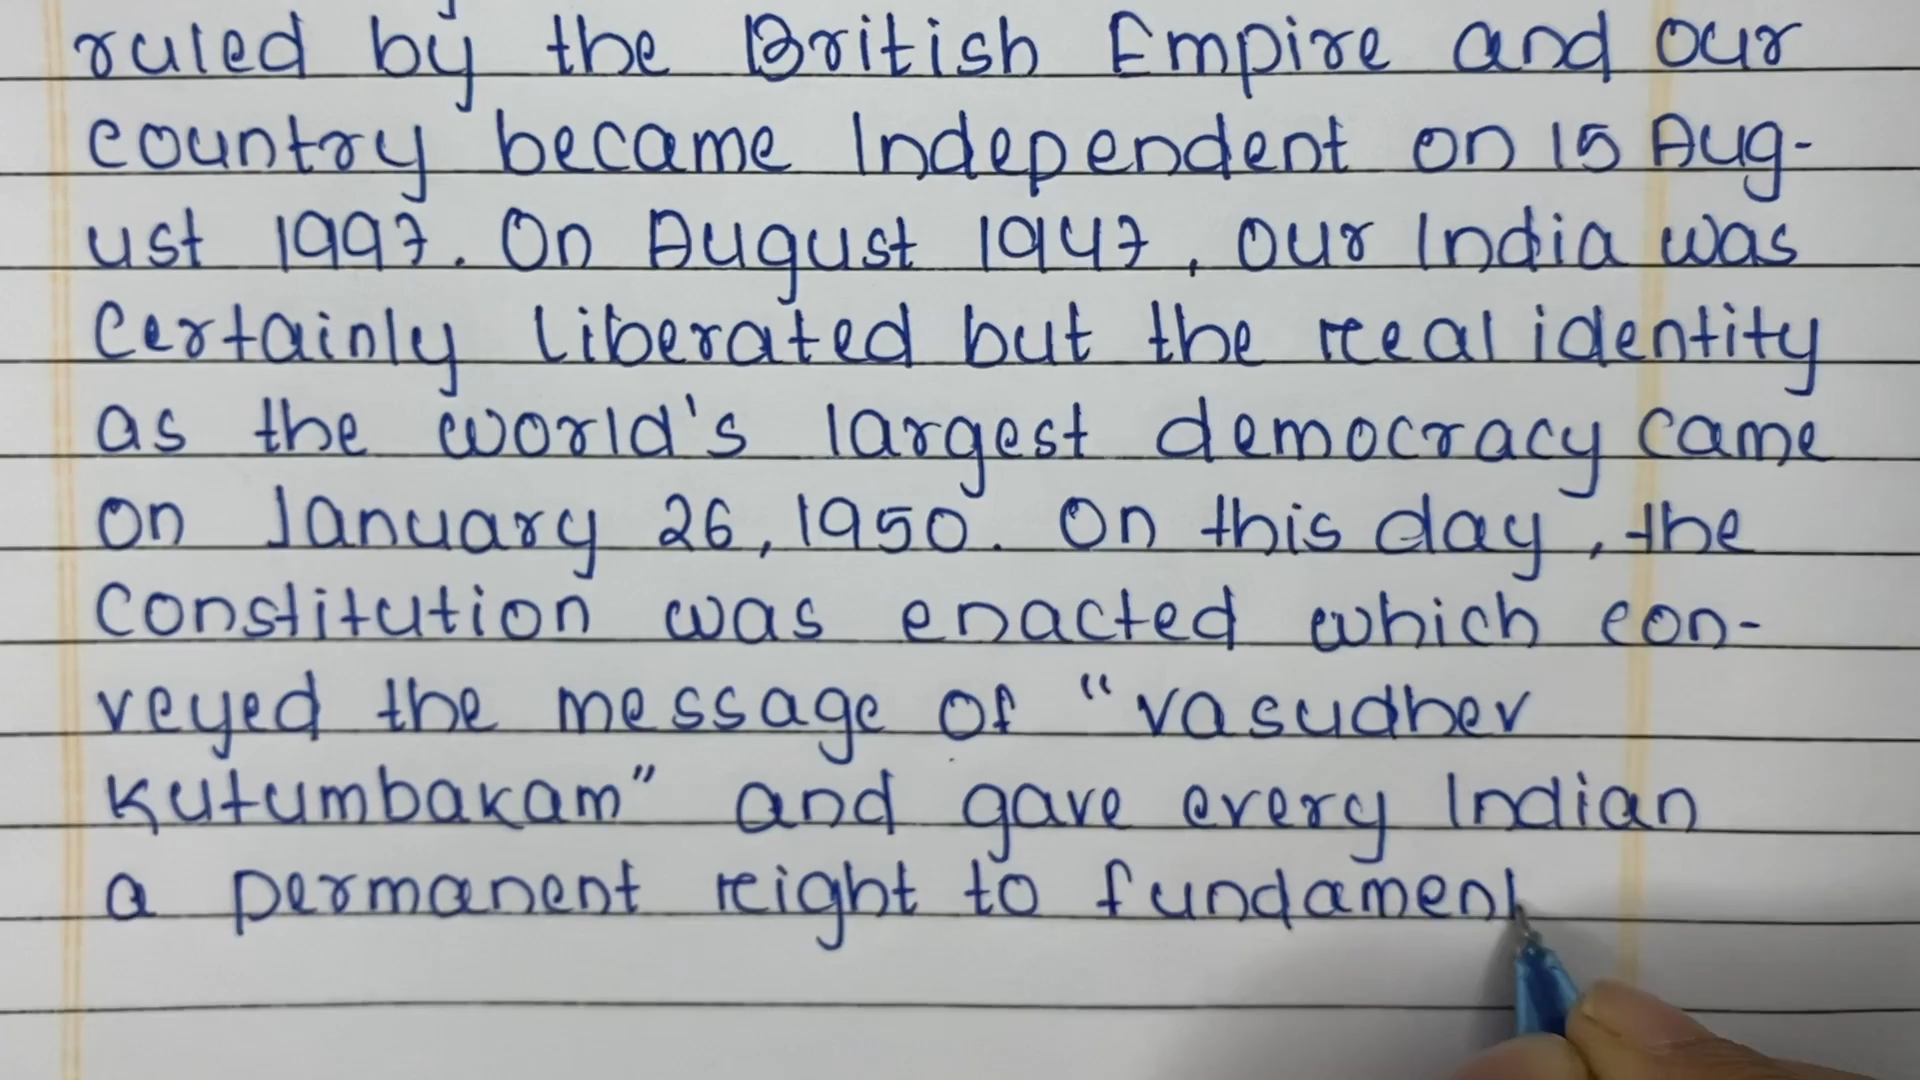 ruled by the British Empire and our
country became Independent on 15 Aug-
ust 1997. On August 1947, our India was
Certainly liberated but the real identity
as the world's largest democracy came
on January 26, 1950. On this day, the
Constitution was enacted which con-
veyed the message of “vasudhev
Kutumbakam” and gave every Indian
a permanent right to fundament